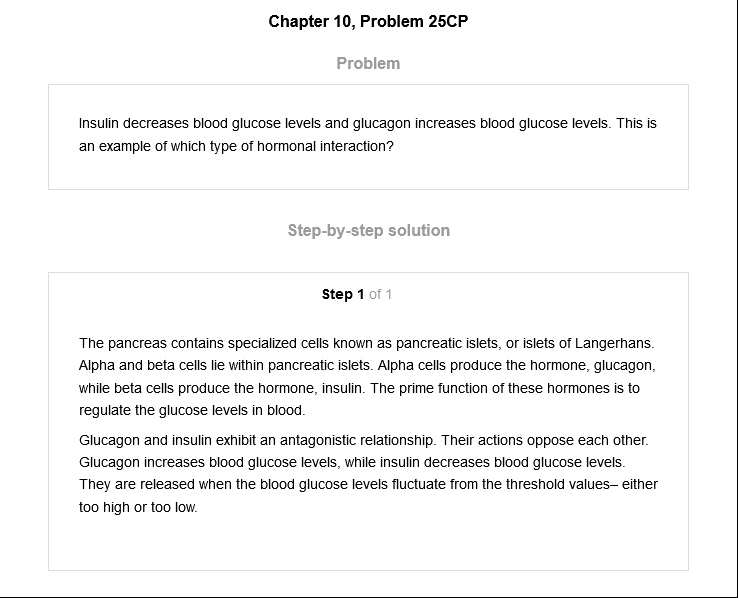 Chapter 10, Problem 25CP
Problem
Insulin decreases blood glucose levels and glucagon increases blood glucose levels. This is
an example of which type of hormonal interaction?
Step-by-step solution
Step 1 of 1
The pancreas contains specialized cells known as pancreatic islets, or islets of Langerhans.
Alpha and beta cells lie within pancreatic islets. Alpha cells produce the hormone, glucagon,
while beta cells produce the hormone, insulin. The prime function of these hormones is to
regulate the glucose levels in blood.
Glucagon and insulin exhibit an antagonistic relationship. Their actions oppose each other.
Glucagon increases blood glucose levels, while insulin decreases blood glucose levels.
They are released when the blood glucose levels fluctuate from the threshold values– either
too high or too low.